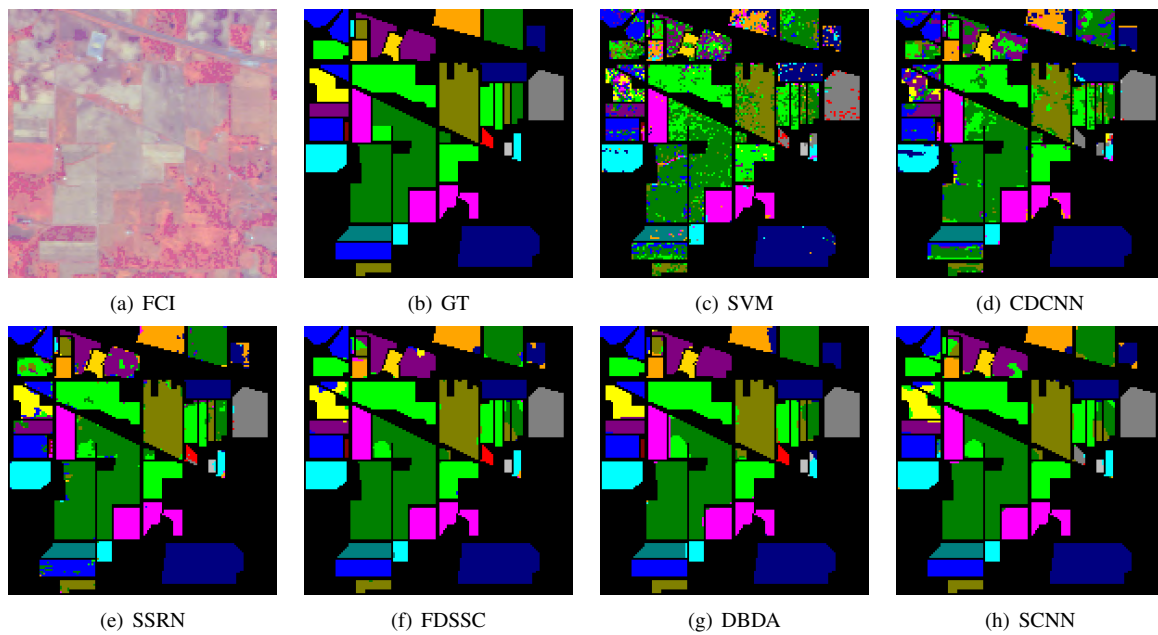 (a) FCI
(b) GT
(c) SVM
(d) CDCNN
(e) SSRN
(f) FDSSC
(g) DBDA
(h) SCNN